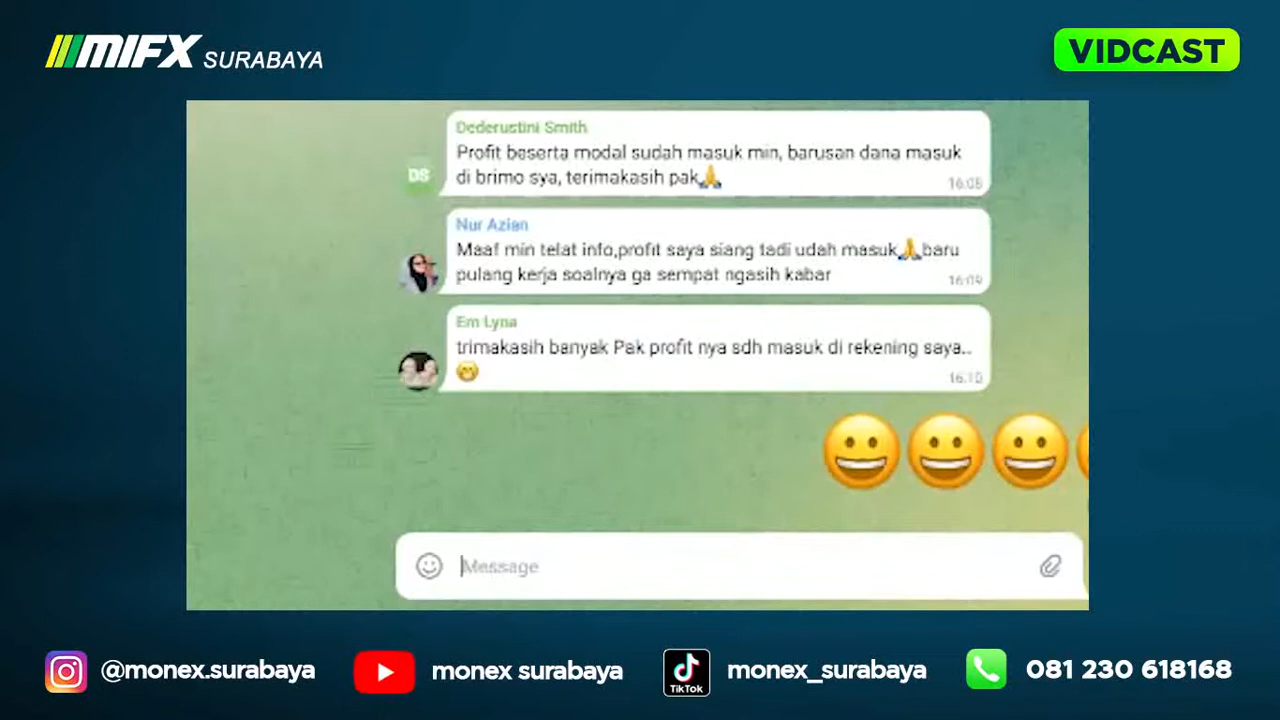 MIFX SURABAYA
VIDCAST
Dederustini Smith
Profit beserta modal sudah masuk min, barusan dana masuk
di brimo sya, terimakasih pak🙏
16:08
DS
Nur Azian
Maaf min telat info,profit saya siang tadi udah masuk🙏baru
pulang kerja soalnya ga sempat ngasih kabar
16:09
Em Lyna
trimakasih banyak Pak profit nya sdh masuk di rekening saya..
16:10
Message
@monex.surabaya
monex surabaya
TikTok
monex_surabaya
081 230 618168